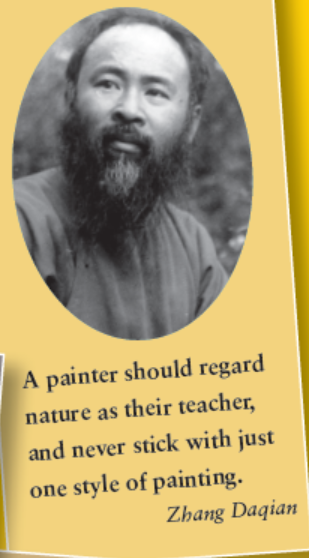 A painter should regard
nature as their teacher,
and never stick with just
one style of painting.
Zhang Daqian